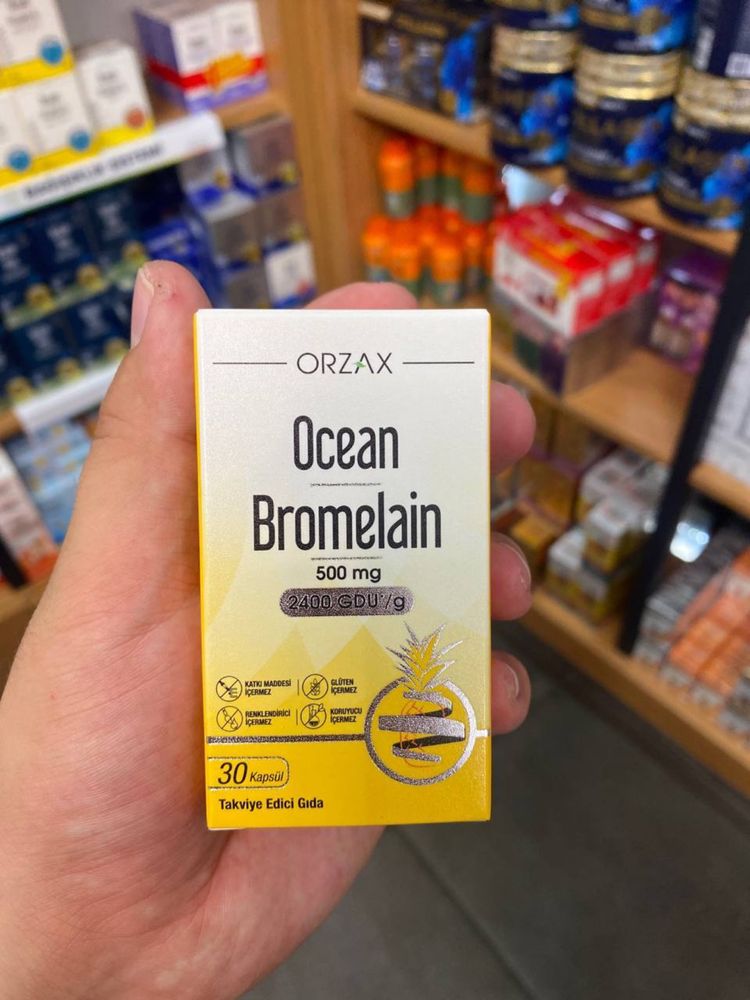 ORZAX
Ocean
Bromelain
500 mg
2400 GDU*/g
KATKI MADDESİ
İÇERMEZ
GLÜTEN
İÇERMEZ
RENKLENDİRİCİ
İÇERMEZ
KORUYUCU
İÇERMEZ
30 Kapsül
Takviye Edici Gıda